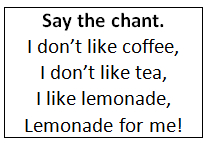 Say the chant.
I don’t like coffee,
I don’t like tea,
I like lemonade,
Lemonade for me!